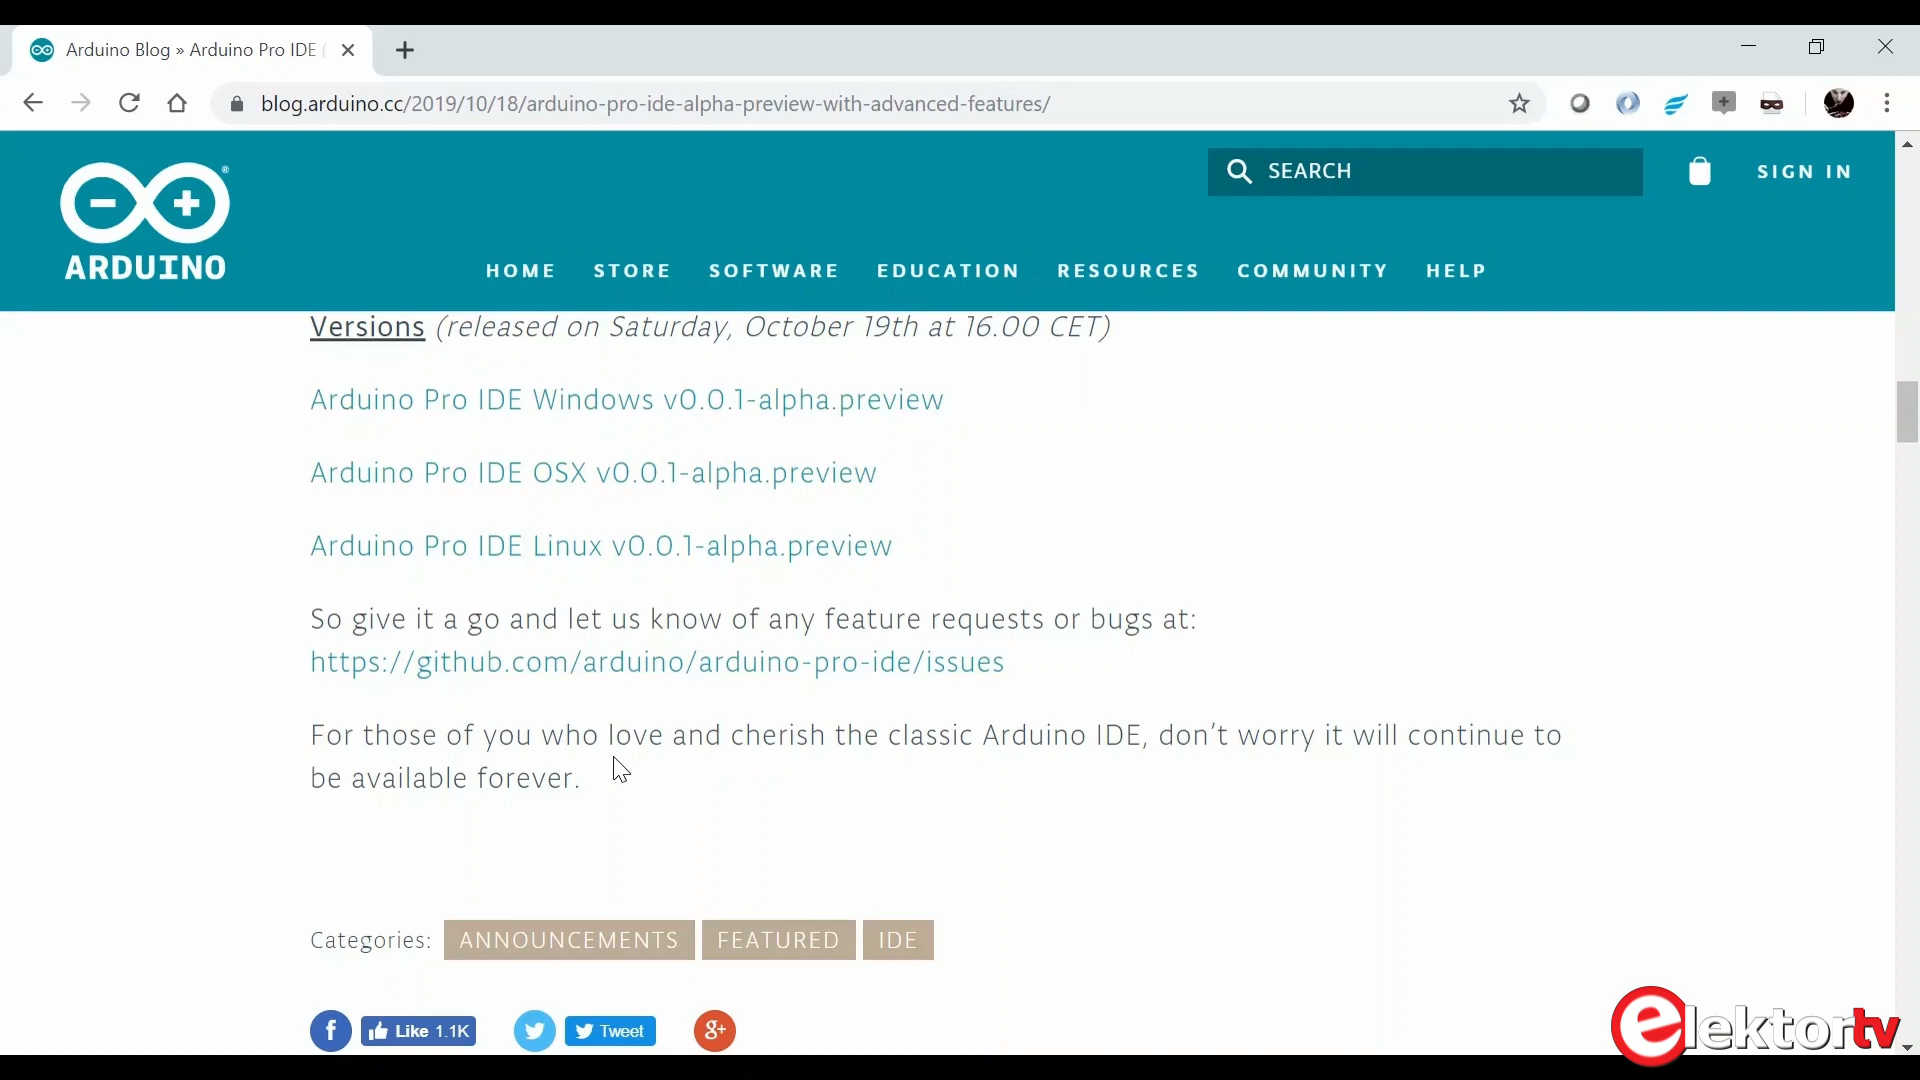 Arduino Blog » Arduino Pro IDE (
blog.arduino.cc/2019/10/18/arduino-pro-ide-alpha-preview-with-advanced-features/
ARDUINO
SEARCH
SIGN IN
HOME STORE SOFTWARE EDUCATION RESOURCES COMMUNITY HELP
Versions (released on Saturday, October 19th at 16.00 CET)
Arduino Pro IDE Windows v0.0.1-alpha.preview
Arduino Pro IDE OSX v0.0.1-alpha.preview
Arduino Pro IDE Linux v0.0.1-alpha.preview
So give it a go and let us know of any feature requests or bugs at:
https://github.com/arduino/arduino-pro-ide/issues
For those of you who love and cherish the classic Arduino IDE, don’t worry it will continue to
be available forever.
Categories: ANNOUNCEMENTS FEATURED IDE
f Like 1.1K Tweet g+
elektortv